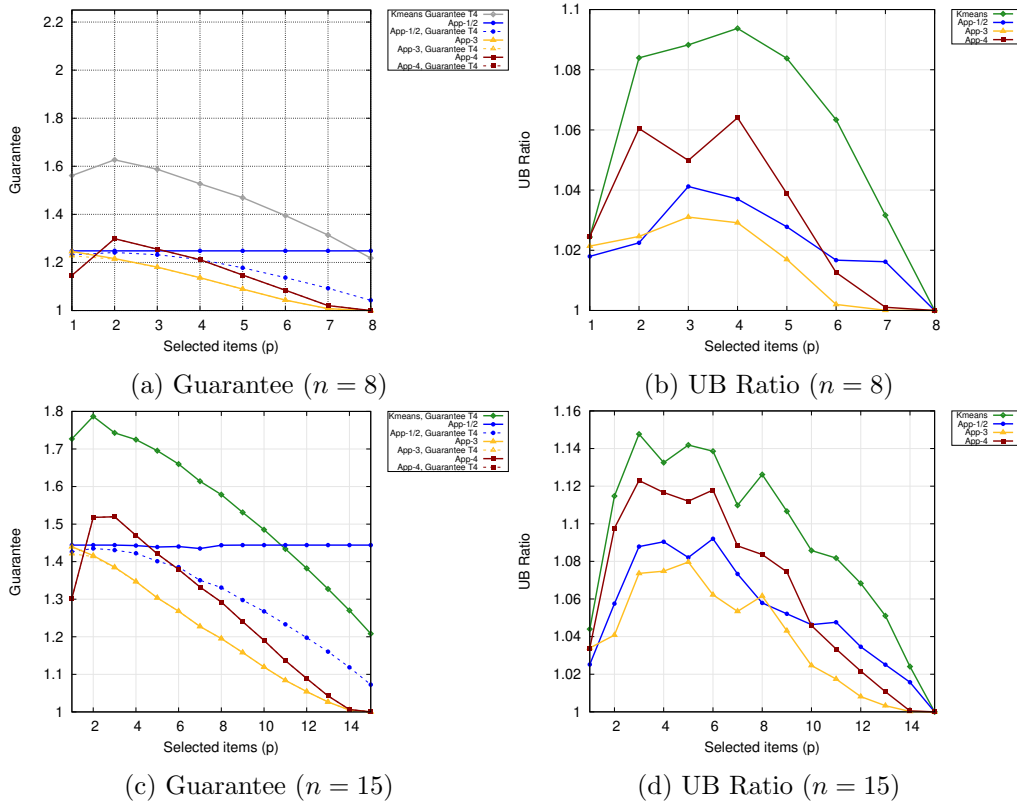 2.2
2
1.8
1.6
1.4
1.2
1
Guarantee
1 2 3 4 5 6 7 8
Selected items (p)
Kmeans Guarantee T4
App-1/2
App-1/2, Guarantee T4
App-3
App-3, Guarantee T4
App-4
App-4, Guarantee T4
(a) Guarantee (n = 8)
1.1
1.08
1.06
1.04
1.02
1
UB Ratio
1 2 3 4 5 6 7 8
Selected items (p)
Kmeans
App-1/2
App-3
App-4
(b) UB Ratio (n = 8)
1.8
1.7
1.6
1.5
1.4
1.3
1.2
1.1
1
Guarantee
2 4 6 8 10 12 14
Selected items (p)
Kmeans, Guarantee T4
App-1/2
App-1/2, Guarantee T4
App-3
App-3, Guarantee T4
App-4
App-4, Guarantee T4
(c) Guarantee (n = 15)
1.16
1.14
1.12
1.1
1.08
1.06
1.04
1.02
1
UB Ratio
2 4 6 8 10 12 14
Selected items (p)
Kmeans
App-1/2
App-3
App-4
(d) UB Ratio (n = 15)